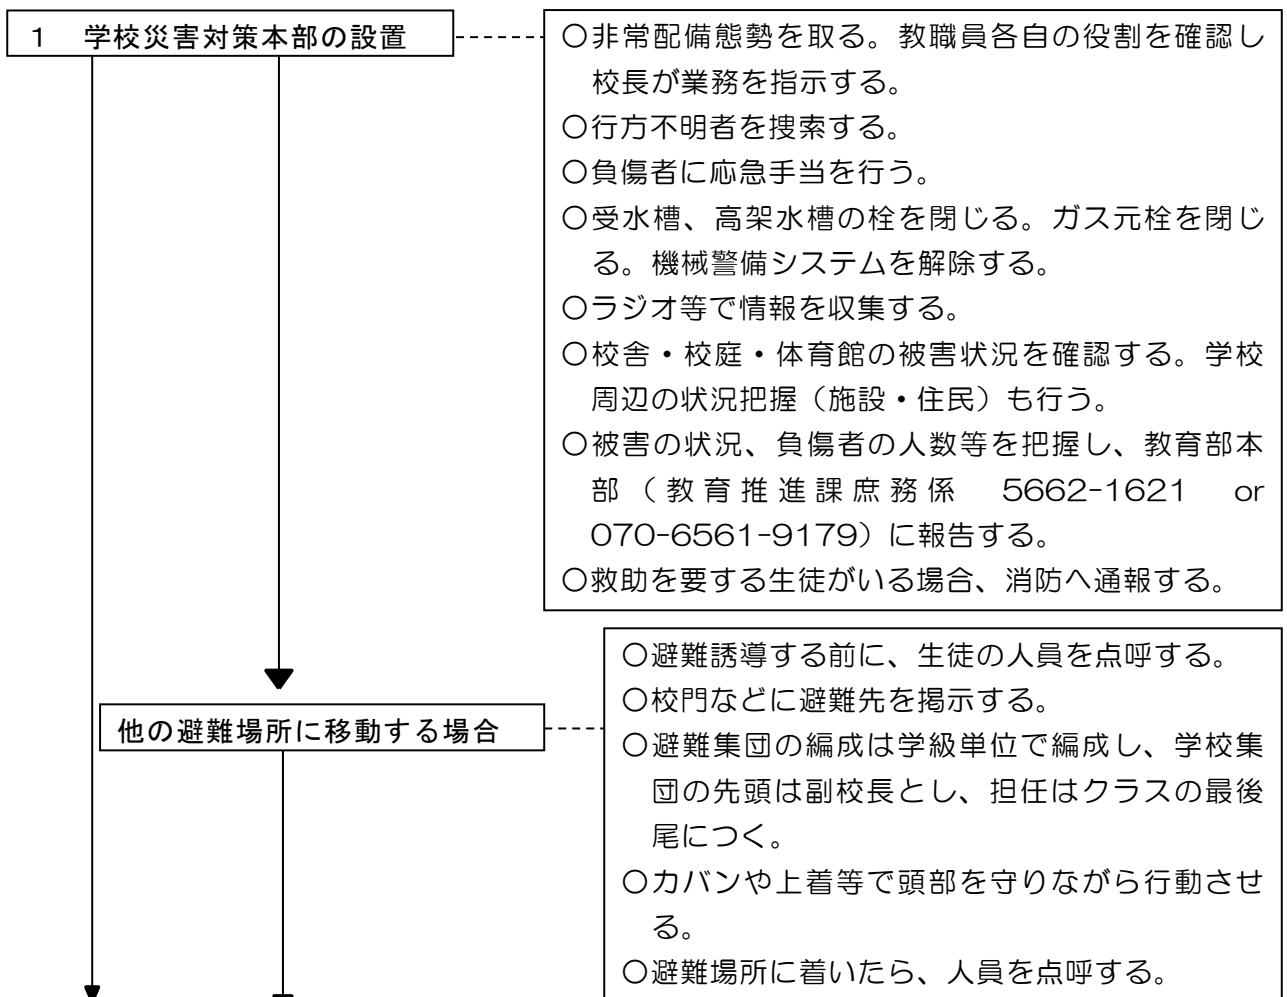 1　学校災害対策本部の設置
〇非常配備態勢を取る。教職員各自の役割を確認し
校長が業務を指示する。
〇行方不明者を捜索する。
〇負傷者に応急手当を行う。
〇受水槽、高架水槽の栓を閉じる。ガス元栓を閉じ
る。機械警備システムを解除する。
〇ラジオ等で情報を収集する。
〇校舎・校庭・体育館の被害状況を確認する。学校
周辺の状況把握（施設・住民）も行う。
〇被害の状況、負傷者の人数等を把握し、教育部本
部（教育推進課庶務係　5662-1621　or
070-6561-9179）に報告する。
〇救助を要する生徒がいる場合、消防へ通報する。
他の避難場所に移動する場合
〇避難誘導する前に、生徒の人員を点呼する。
〇校門などに避難先を掲示する。
〇避難集団の編成は学級単位で編成し、学校集
団の先頭は副校長とし、担任はクラスの最後
尾につく。
〇カバンや上着等で頭部を守りながら行動させ
る。
〇避難場所に着いたら、人員を点呼する。